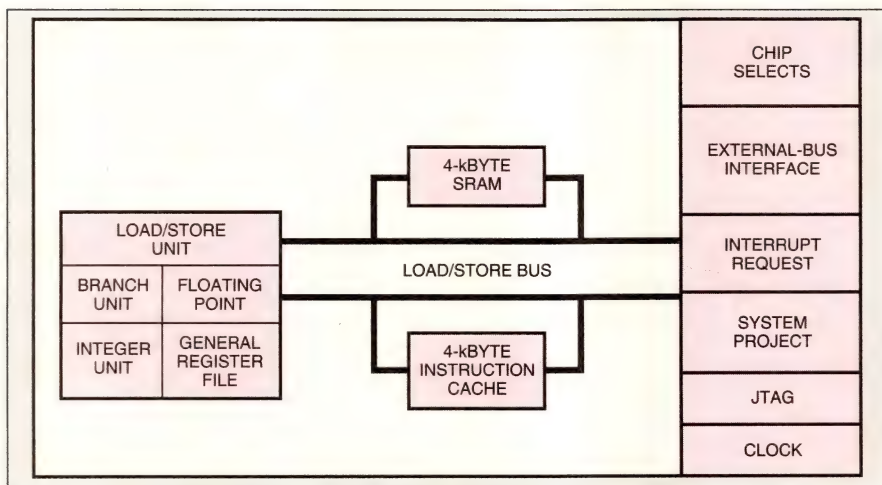 CHIP
SELECTS
4-kBYTE
SRAM
EXTERNAL-BUS
INTERFACE
LOAD/STORE
UNIT
BRANCH
UNIT
FLOATING
POINT
INTEGER
UNIT
GENERAL
REGISTER
FILE
LOAD/STORE BUS
4-kBYTE
INSTRUCTION
CACHE
INTERRUPT
REQUEST
SYSTEM
PROJECT
JTAG
CLOCK